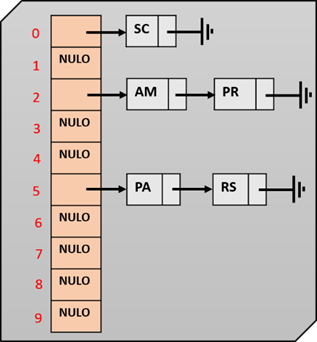 0 SC
1 NULO
2 AM PR
3 NULO
4 NULO
5 PA RS
6 NULO
7 NULO
8 NULO
9 NULO